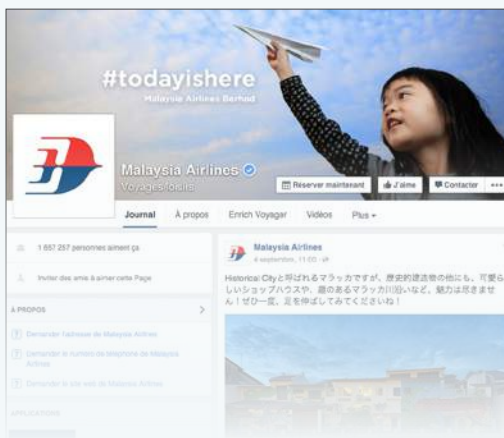 #todayishere
Malaysia Airlines Berhad
Malaysia Airlines
Voyages/loisirs
Réserver maintenant
J'aime
Contacter
Journal
À propos
Enrich Voyager
Vidéos
Plus
1 657 257 personnes aiment ça
Inviter des amis à aimer cette Page
À PROPOS
Demander l'adresse de Malaysia Airlines
Demander le numéro de téléphone de Malaysia
Airlines
Demander le site web de Malaysia Airlines
APPLICATIONS
Malaysia Airlines
4 septembre, 11:00
Historical Cityと呼ばれるマラッカですが、歴史的建造物の他にも、可愛ら
しいショップハウスや、趣のあるマラッカ川沿いなど、魅力は尽きませ
ん！ぜひ一度、足を伸ばしてみてくださいね！